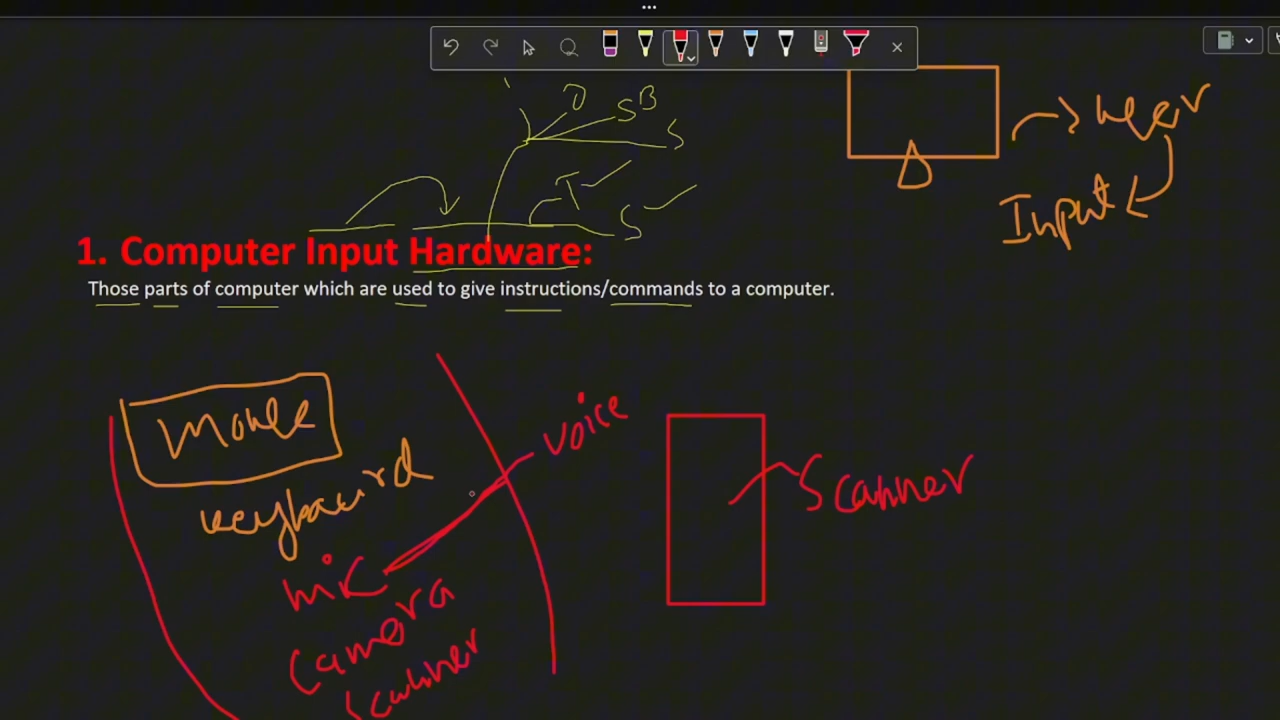 D
S B
S
T
S
Input
1. Computer Input Hardware:
Those parts of computer which are used to give instructions/commands to a computer.
Mouse
keyboard
voice
mic
Scanner
Camera
Scanner